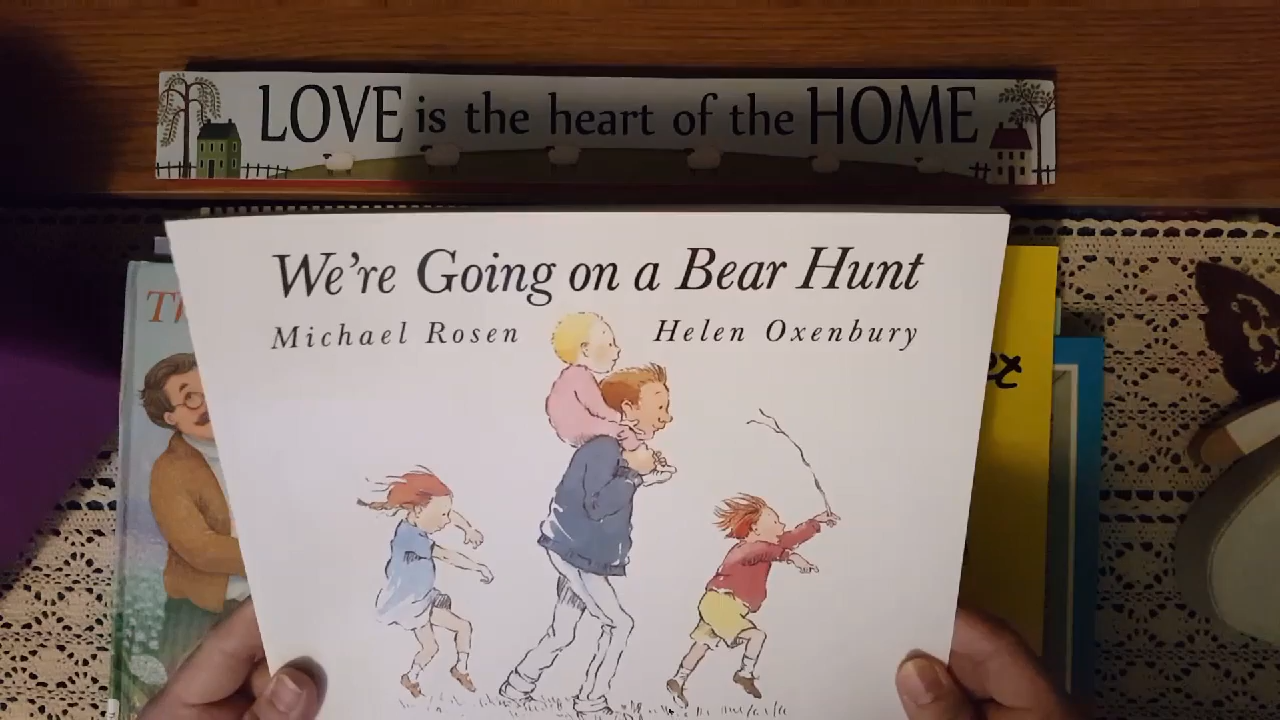 LOVE is the heart of the HOME
We're Going on a Bear Hunt
Michael Rosen Helen Oxenbury